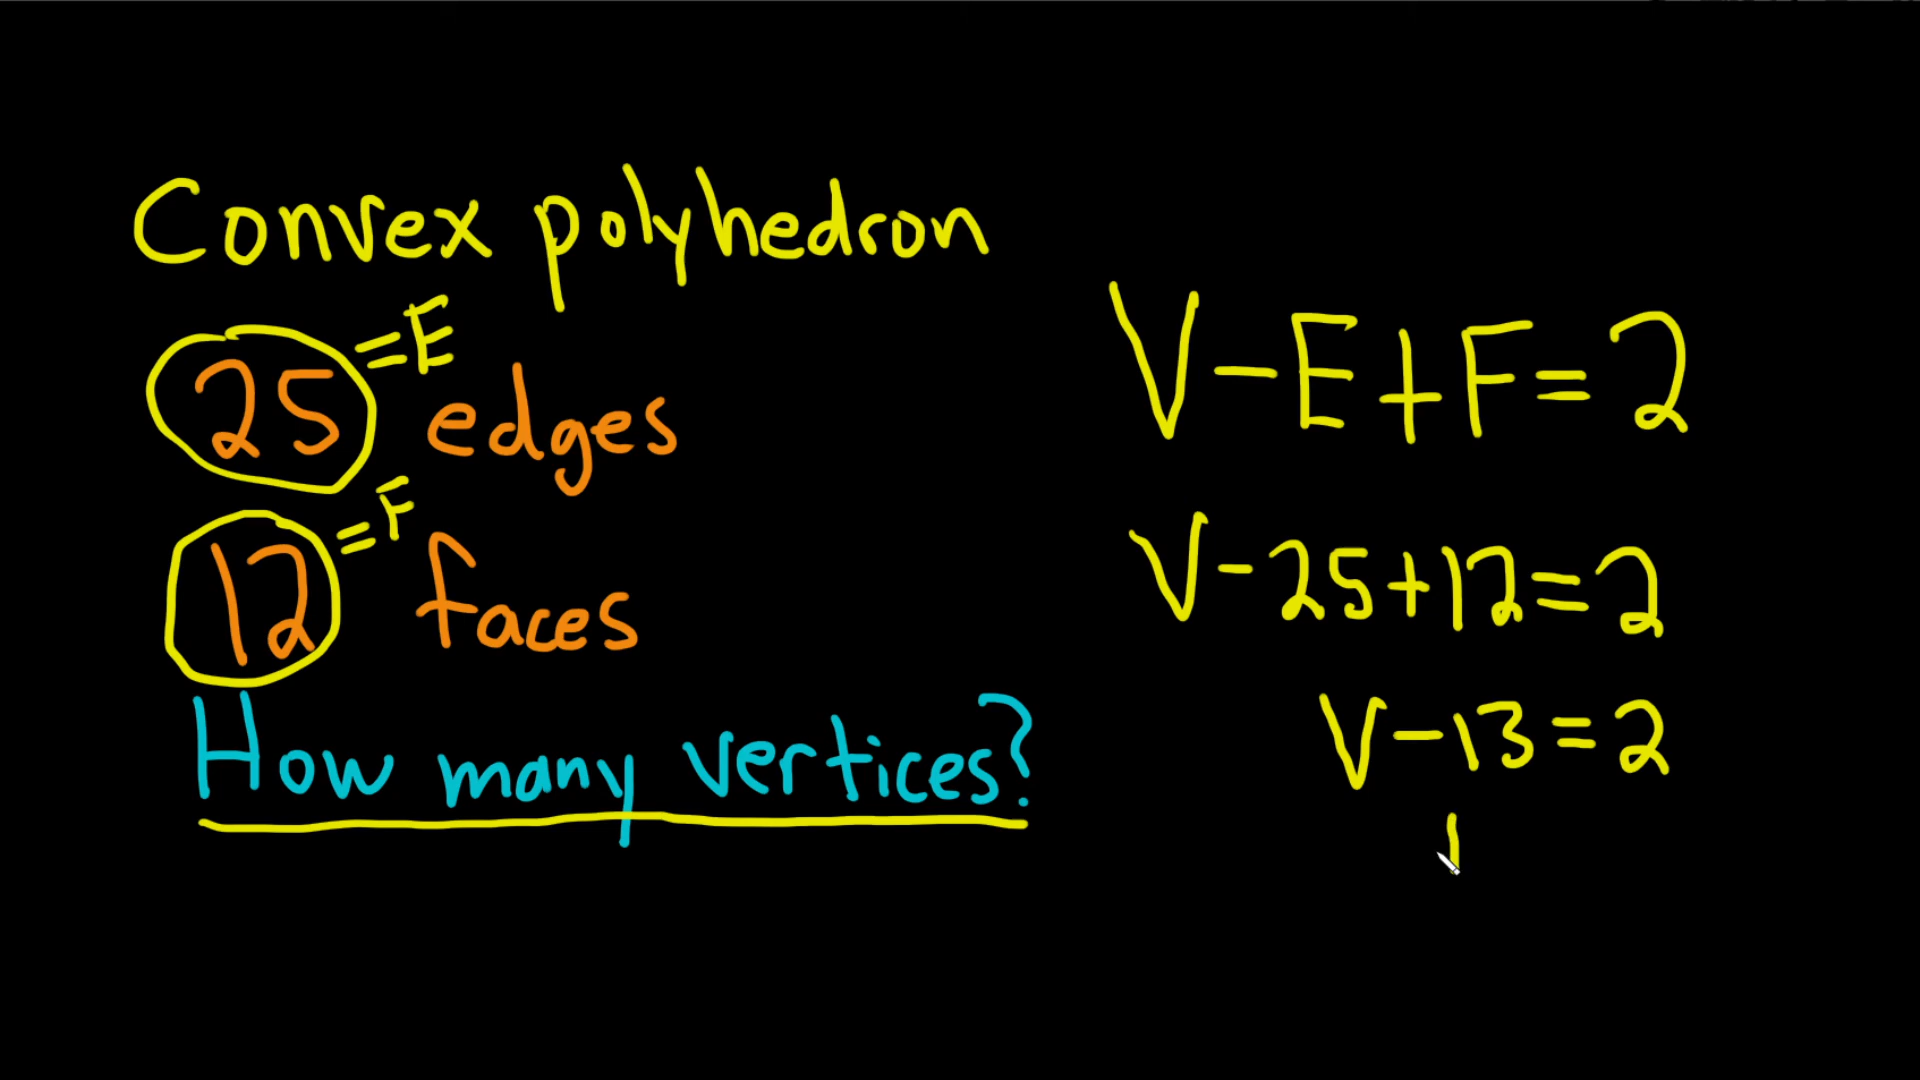 Convex polyhedron
25 = E edges
12 = F faces
How many vertices?
V - E + F = 2
V - 25 + 12 = 2
V - 13 = 2